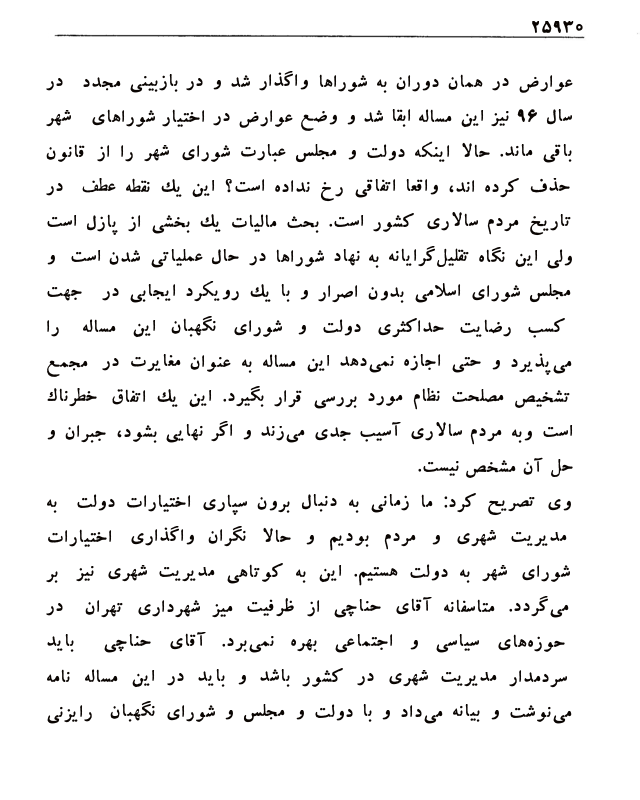 ۲۵۹۳۰
عوارض در همان دوران به شوراها واگذار شد و در بازبینی مجدد در
سال ۹۶ نیز این مساله ابقا شد و وضع عوارض در اختیار شوراهای شهر
باقی ماند. حالا اینکه دولت و مجلس عبارت شورای شهر را از قانون
حذف کرده اند، واقعا اتفاقی رخ نداده است؟ این یك نقطه عطف در
تاریخ مردم سالاری کشور است. بحث مالیات یك بخشی از پازل است
ولی این نگاه تقلیل‌گرایانه به نهاد شوراها در حال عملیاتی شدن است و
مجلس شورای اسلامی بدون اصرار و با یك رویکرد ایجابی در جهت
کسب رضایت حداکثری دولت و شورای نگهبان این مساله را
می‌پذیرد و حتی اجازه نمی‌دهد این مساله به عنوان مغایرت در مجمع
تشخیص مصلحت نظام مورد بررسی قرار بگیرد. این یك اتفاق خطرناك
است وبه مردم سالاری آسیب جدی می‌زند و اگر نهایی بشود، جبران و
حل آن مشخص نیست.
وی تصریح کرد: ما زمانی به دنبال برون سپاری اختیارات دولت به
مدیریت شهری و مردم بودیم و حالا نگران واگذاری اختیارات
شورای شهر به دولت هستیم. این به کوتاهی مدیریت شهری نیز بر
می‌گردد. متاسفانه آقای حناچی از ظرفیت میز شهرداری تهران در
حوزه‌های سیاسی و اجتماعی بهره نمی‌برد. آقای حناچی باید
سردمدار مدیریت شهری در کشور باشد و باید در این مساله نامه
می‌نوشت و بیانه می‌داد و با دولت و مجلس و شورای نگهبان رایزنی